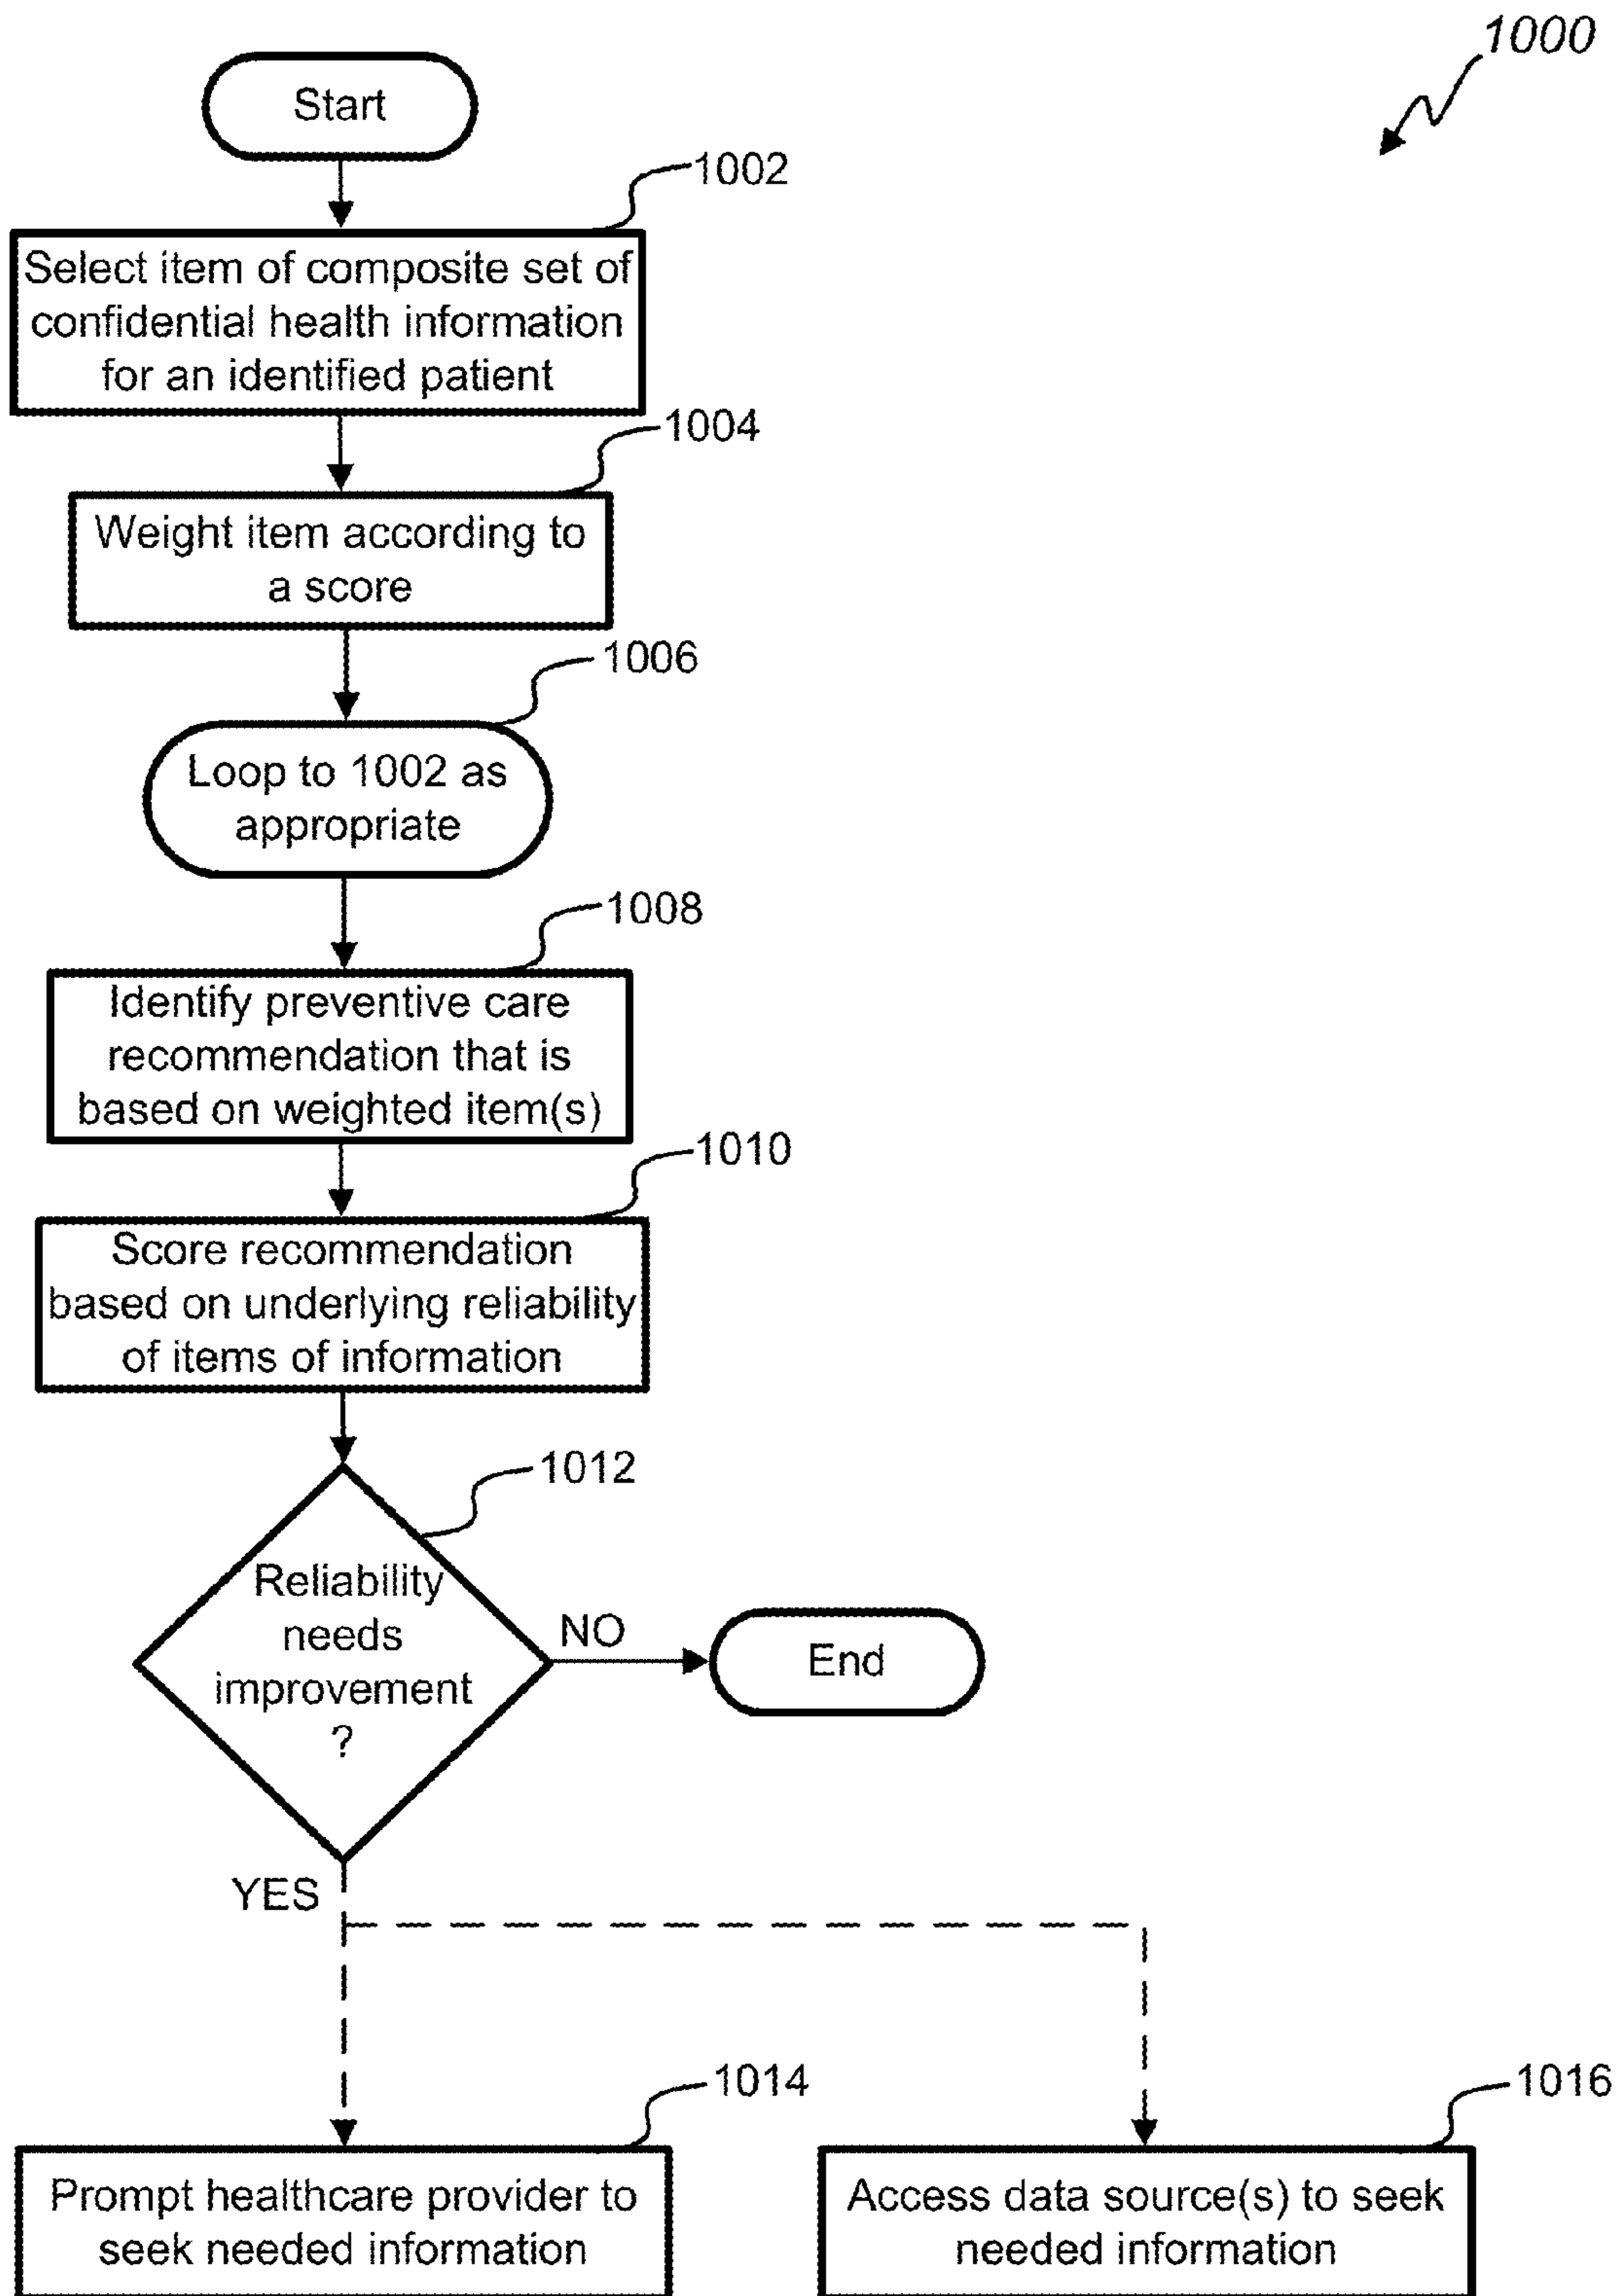 1000
Start
1002
Select item of composite set of
confidential health information
for an identified patient
1004
Weight item according to
a score
1006
Loop to 1002 as
appropriate
1008
Identify preventive care
recommendation that is
based on weighted item(s)
1010
Score recommendation
based on underlying reliability
of items of information
1012
Reliability
needs
improvement
?
NO
End
YES
1014
Prompt healthcare provider to
seek needed information
1016
Access data source(s) to seek
needed information